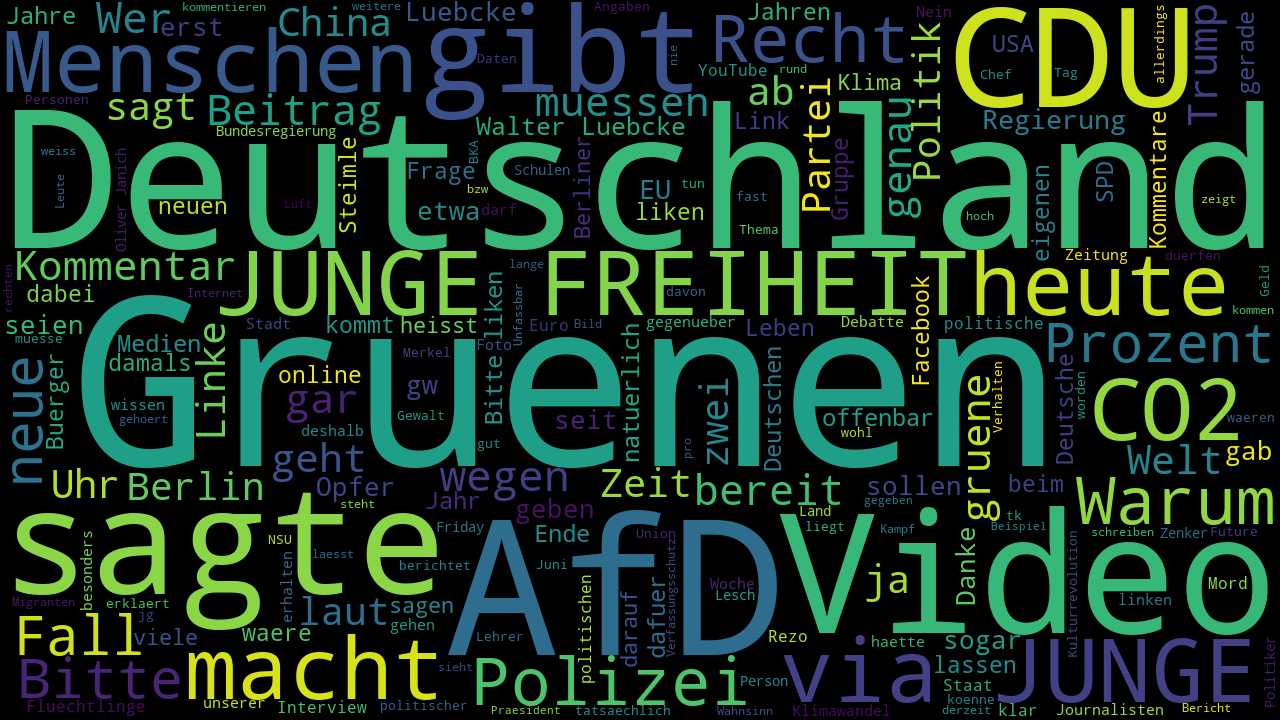 Jahre
Wer
erst
kommentieren
weitere
China
Luebcke
gibt
Angaben
Nein
Recht
Jahren
CDU
USA
Chef
Tag
allerdings
Trump
gerade
Menschen
Daten
nie
YouTube
rund
Klima
Politik
Personen
sagt
Beitrag
muessen
ab
Partei
Regierung
Bundesregierung
Walter Luebcke
Link
Gruppe
genau
Deutschland
weiss
Leute
Oliver Janich
neuen
Luft
Steimle
Frage
BKA
bzw
etwa
darf
Schulen
Berliner
EU
tun
liken
fast
Thema
hoch
eigenen
SPD
Kommentare
zeigt
rechten
Kommentar
dabei
Internet
JUNGE FREIHEIT
lange
davon
heute
Zeitung
duerfen
Geld
kommen
seien
muesse
Stadt
kommt
heisst
Unfassbar
Euro
Bild
gegenueber
Leben
Debatte
Facebook
politische
Prozent
neue
Buerger
Medien
damals
wissen
gehoert
Linke
Gruenen
online
gar
deshalb
Merkel
gw
Gewalt
Foto
Bitte liken
gut
seit
natuerlich
pro
zwei
Deutschen
offenbar
wohl
gruene
Verhalten
Deutsche
worden
CO2
waeren
Uhr
Berlin
geht
Opfer
steht
wegen
Jahr
geben
Zeit
bereit
sollen
gegeben
beim
Welt
gab
Warum
sagte
besonders
NSU
erhalten
laesst
Friday
berichtet
Ende
Juni
AfD
Union
Land
liegt
Kampf
Video
tk
Beispiel
Danke
schreiben
Zenker
Future
Kulturrevolution
Mord
linken
Migranten
erklaert
jg
laut
sagen
gehen
Fall
viele
waere
Lehrer
politischen
darauf
dafuer
Verfassungsschutz
Woche
Lesch
ja
Rezo
haette
sogar
lassen
Bitte
macht
sieht
Polizei
Person
via
Staat
JUNGE
Politiker
Fluechtlinge
unserer
Interview
politischer
Praesident
tatsaechlich
Wahnsinn
Klimawandel
koenne
derzeit
klar
Journalisten
Bericht